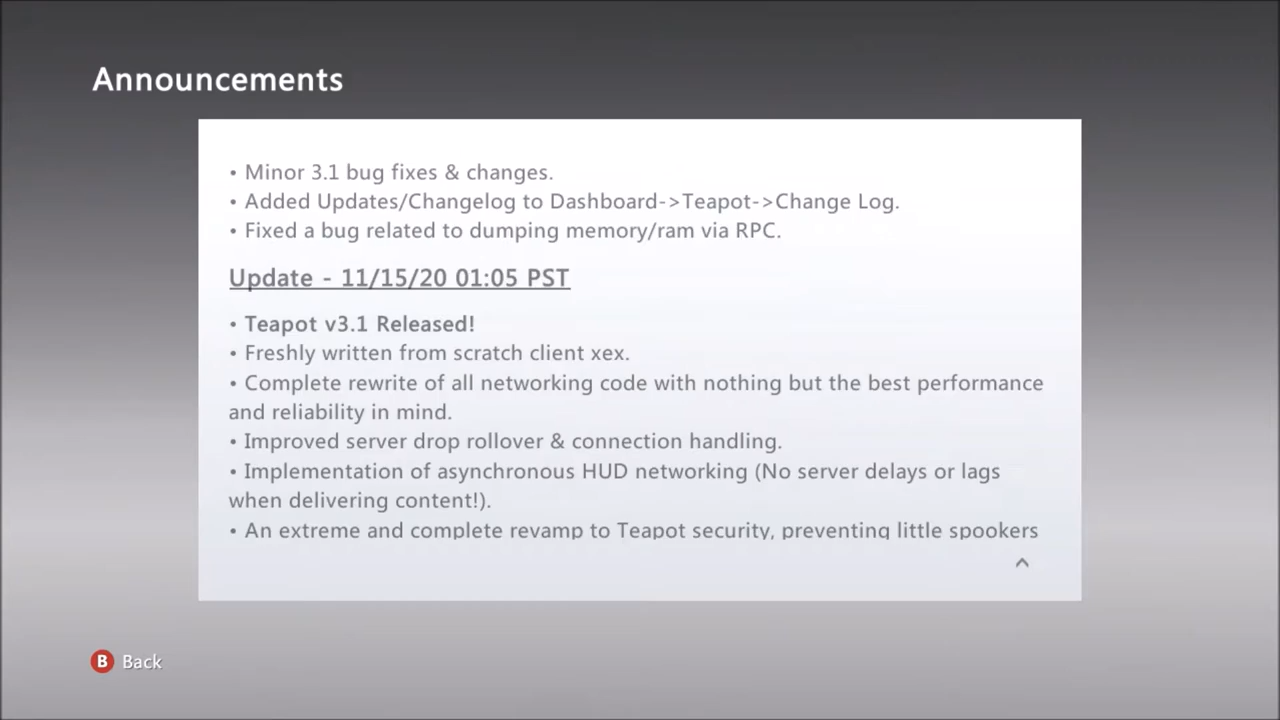 Announcements
• Minor 3.1 bug fixes & changes.
• Added Updates/Changelog to Dashboard->Teapot->Change Log.
• Fixed a bug related to dumping memory/ram via RPC.
Update - 11/15/20 01:05 PST
• Teapot v3.1 Released!
• Freshly written from scratch client xex.
• Complete rewrite of all networking code with nothing but the best performance
and reliability in mind.
• Improved server drop rollover & connection handling.
• Implementation of asynchronous HUD networking (No server delays or lags
when delivering content!).
• An extreme and complete revamp to Teapot security, preventing little spookers
B Back